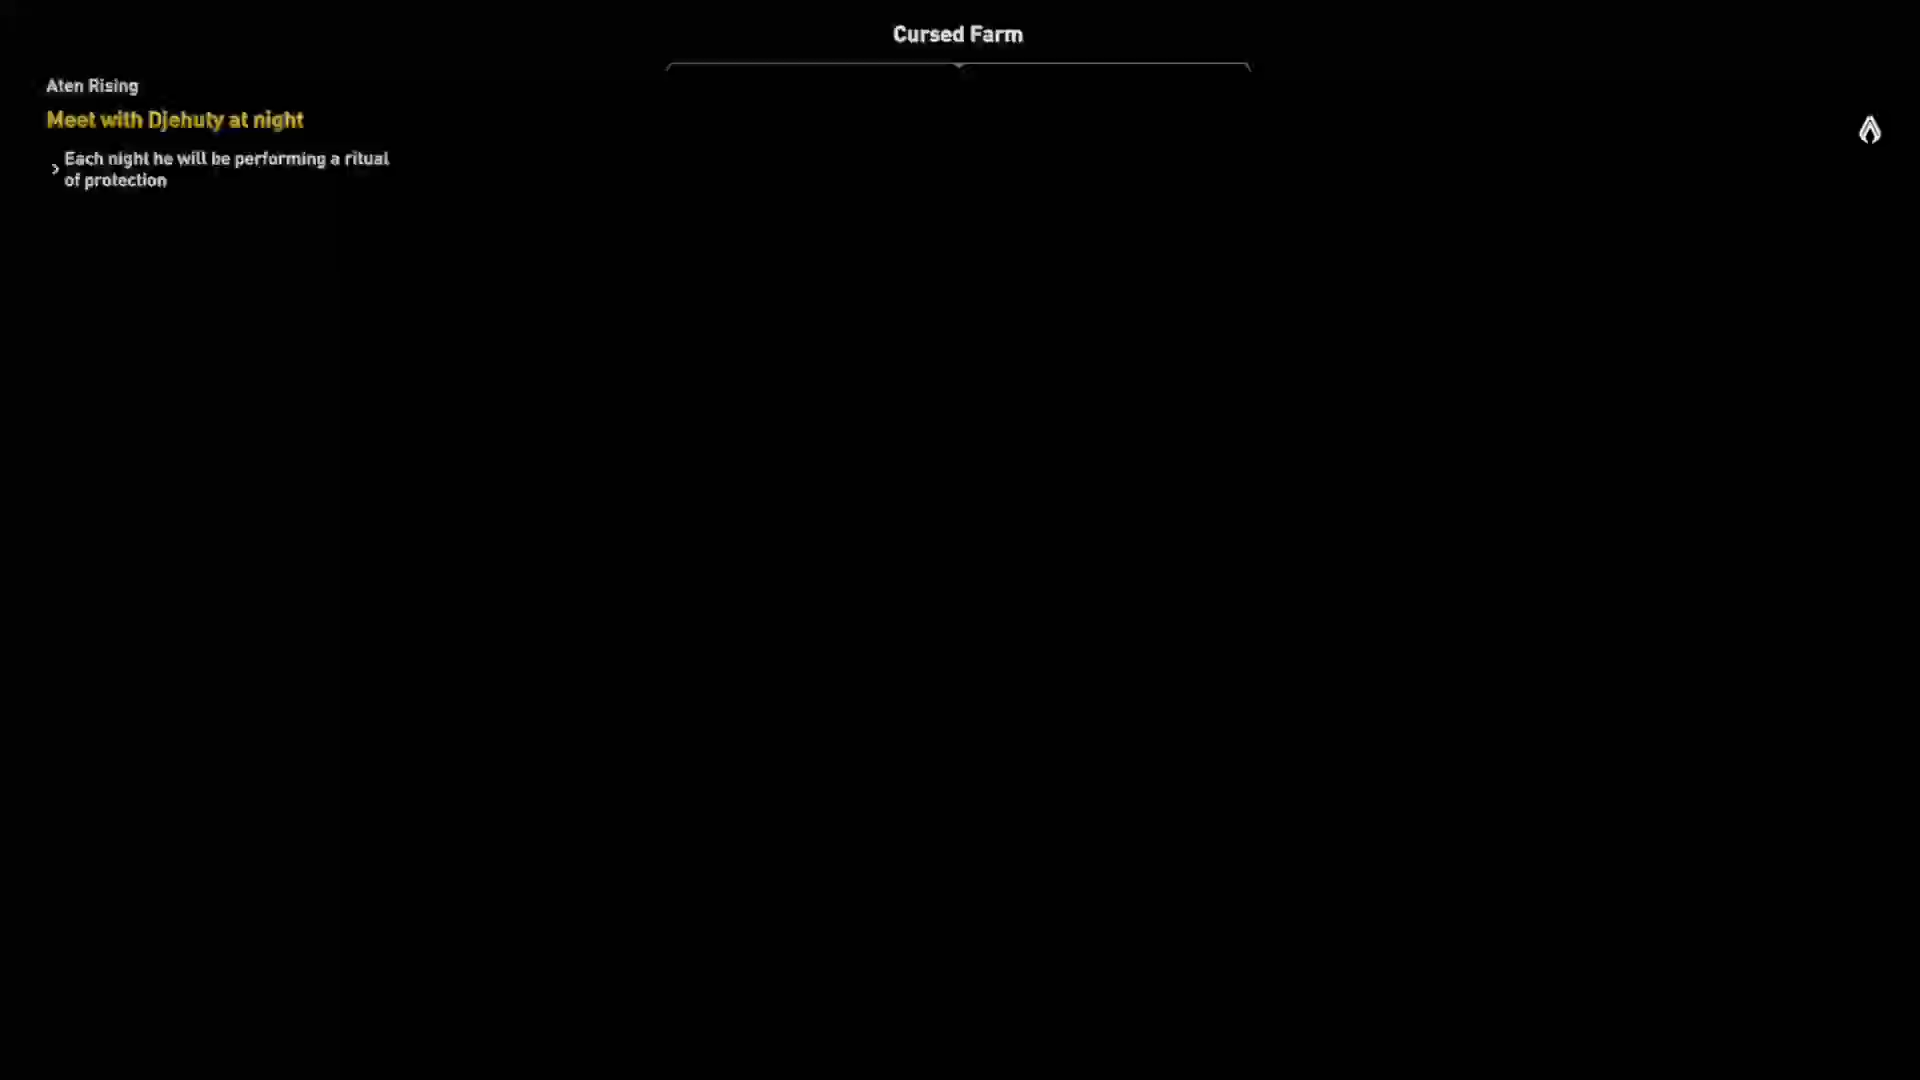 Cursed Farm
Aten Rising
Meet with Djehuty at night
Each night he will be performing a ritual
of protection